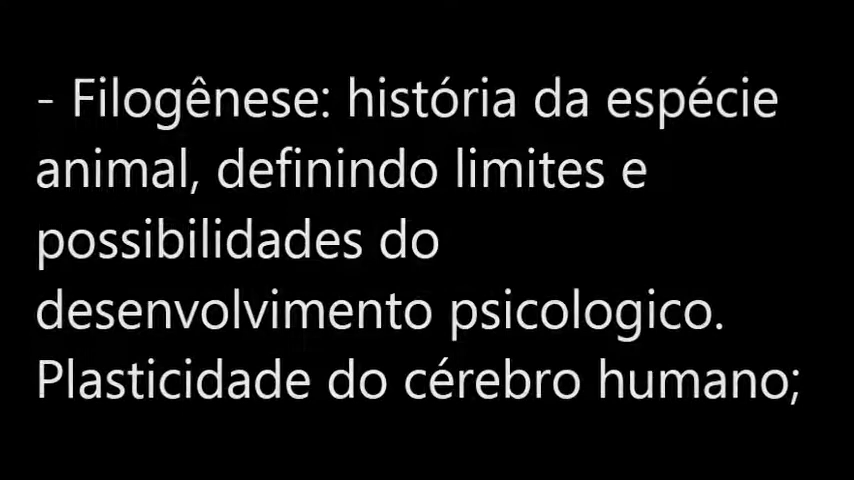 - Filogênese: história da espécie
animal, definindo limites e
possibilidades do
desenvolvimento psicologico.
Plasticidade do cérebro humano;